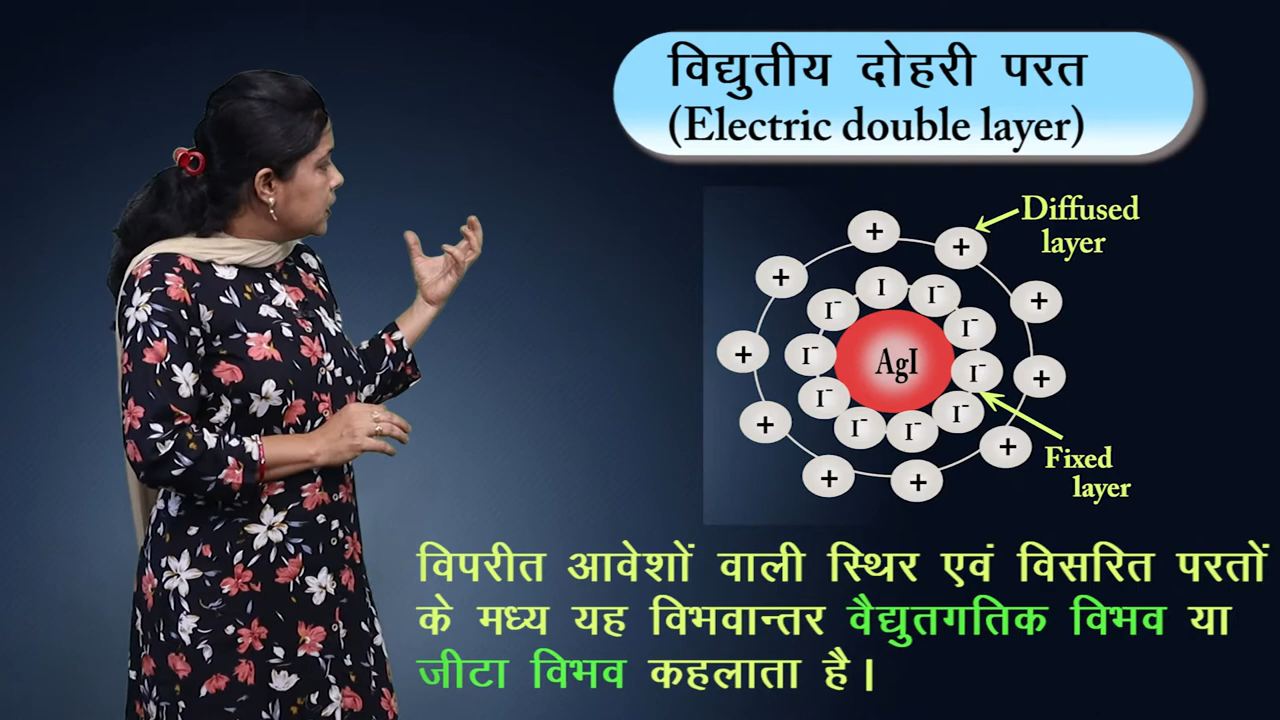 विद्युतीय दोहरी परत
(Electric double layer)
Diffused
layer
+
+
+
+
+
+
+
+
+
+
+
I
I⁻
I⁻
I⁻
I⁻
I⁻
I⁻
I⁻
I⁻
I⁻
I⁻
AgI
Fixed
layer
विपरीत आवेशों वाली स्थिर एवं विसरित परतों
के मध्य यह विभवान्तर वैद्युतगतिक विभव या
जीटा विभव कहलाता है।